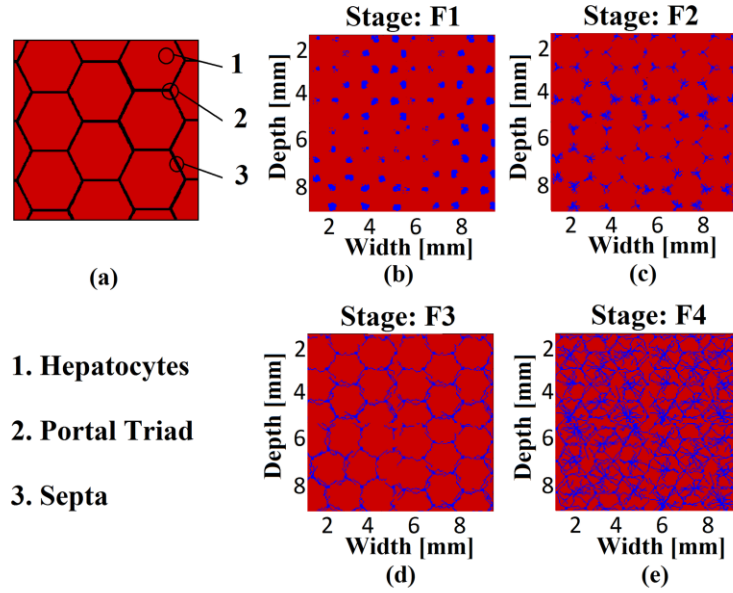 1
2
3
(a)
Stage: F1
Depth [mm]
2
4
6
8
2 4 6 8
Width [mm]
(b)
Stage: F2
Depth [mm]
2
4
6
8
2 4 6 8
Width [mm]
(c)
1. Hepatocytes
2. Portal Triad
3. Septa
Stage: F3
Depth [mm]
2
4
6
8
2 4 6 8
Width [mm]
(d)
Stage: F4
Depth [mm]
2
4
6
8
2 4 6 8
Width [mm]
(e)